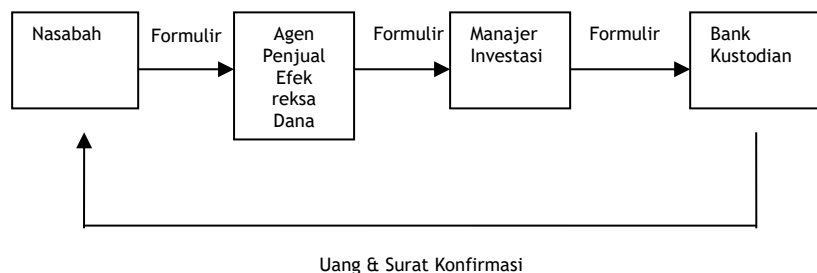 Nasabah
Formulir
Agen
Penjual
Efek
reksa
Dana
Formulir
Manajer
Investasi
Formulir
Bank
Kustodian
Uang & Surat Konfirmasi